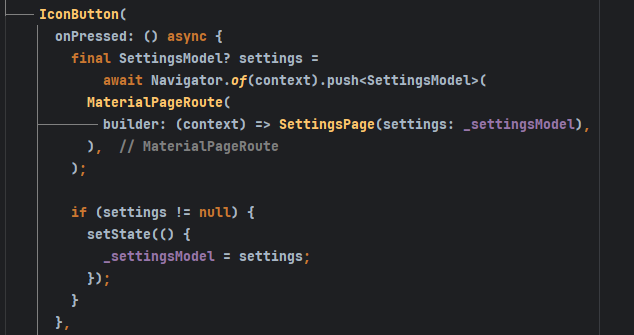 IconButton(
onPressed: () async {
final SettingsModel? settings =
await Navigator.of(context).push<SettingsModel>(
MaterialPageRoute(
builder: (context) => SettingsPage(settings: _settingsModel),
), // MaterialPageRoute
);
if (settings != null) {
setState(() {
_settingsModel = settings;
});
}
},